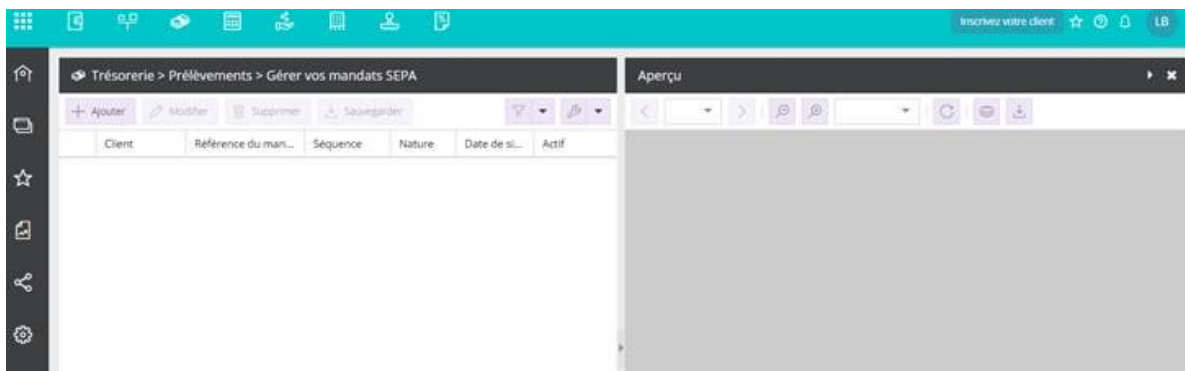 Inscrivez votre client LB
Trésorerie > Prélèvements > Gérer vos mandats SEPA
Aperçu
Ajouter Modifier Supprimer Sauvegarder
Client Référence du man... Séquence Nature Date de si... Actif